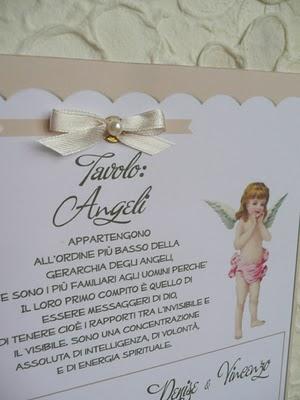 Tavolo:
Angeli
APPARTENGONO
ALL'ORDINE PIÙ BASSO DELLA
GERARCHIA DEGLI ANGELI,
E SONO I PIÙ FAMILIARI AGLI UOMINI PERCHE'
IL LORO PRIMO COMPITO È QUELLO DI
ESSERE MESSAGGERI DI DIO,
DI TENERE CIOÈ I RAPPORTI TRA L'INVISIBILE E
IL VISIBILE. SONO UNA CONCENTRAZIONE
ASSOLUTA DI INTELLIGENZA, DI VOLONTÀ,
E DI ENERGIA SPIRITUALE.
Denise & Vincenzo